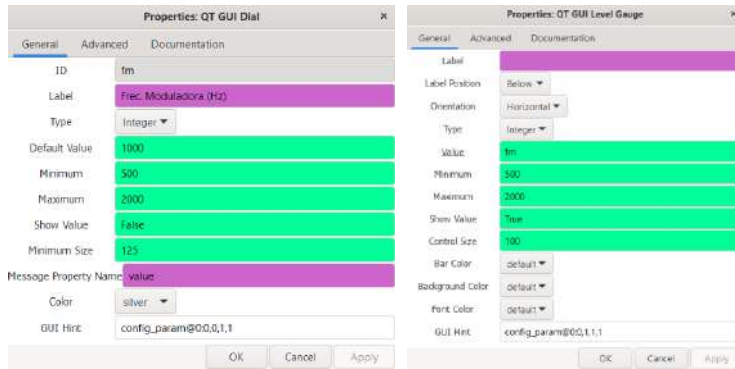 Properties: QT GUI Dial ×
General Advanced Documentation
ID fm
Label Frec. Moduladora (Hz)
Type Integer
Default Value 1000
Minimum 500
Maximum 2000
Show Value False
Minimum Size 125
Message Property Name value
Color silver
GUI Hint config_param@0:0,0,1,1
OK Cancel Apply
Properties: QT GUI Level Gauge ×
General Advanced Documentation
Label
Label Position Below
Orientation Horizontal
Type Integer
Value fm
Minimum 500
Maximum 2000
Show Value True
Control Size 100
Bar Color default
Background Color default
Font Color default
GUI Hint config_param@0:0,1,1,1
OK Cancel Apply